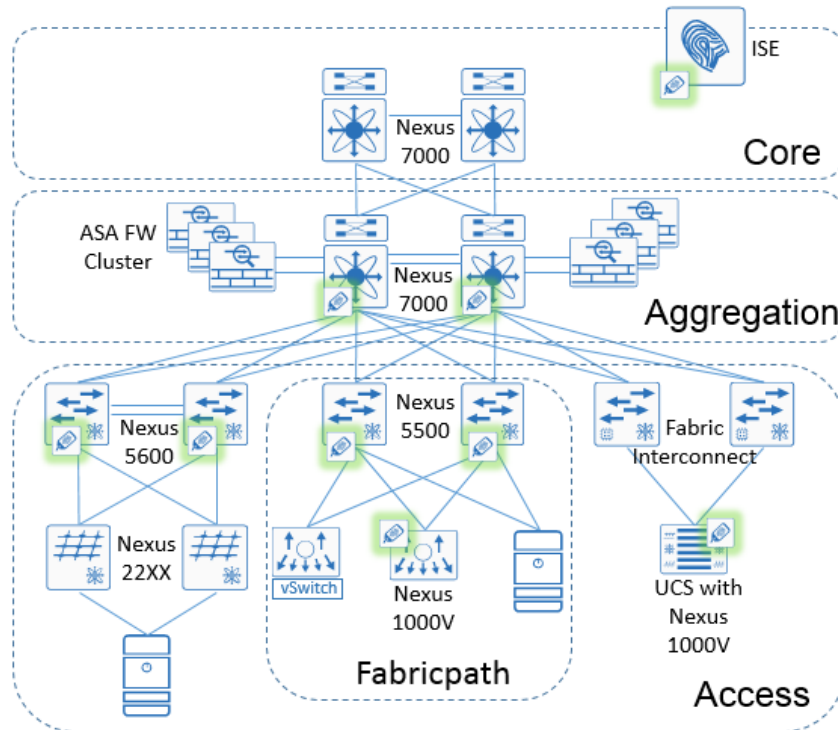 ISE
Nexus
7000
Core
ASA FW
Cluster
Nexus
7000
Aggregation
Nexus
5600
Nexus
5500
Fabric
Interconnect
Nexus
22XX
vSwitch
Nexus
1000V
UCS with
Nexus
1000V
Fabricpath
Access